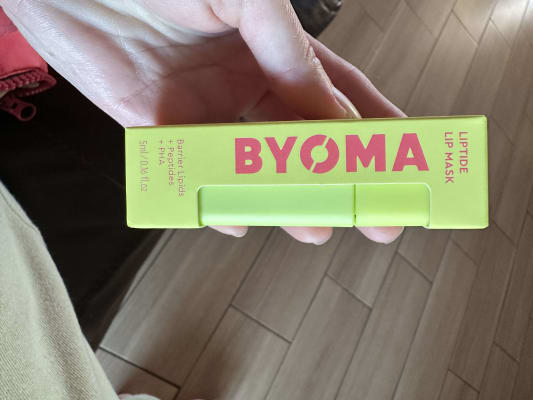 BYOMA
LIPTIDE
LIP MASK
Barrier Lipids
+ Peptides
+ PHA
5ml / 0.16 fl.oz